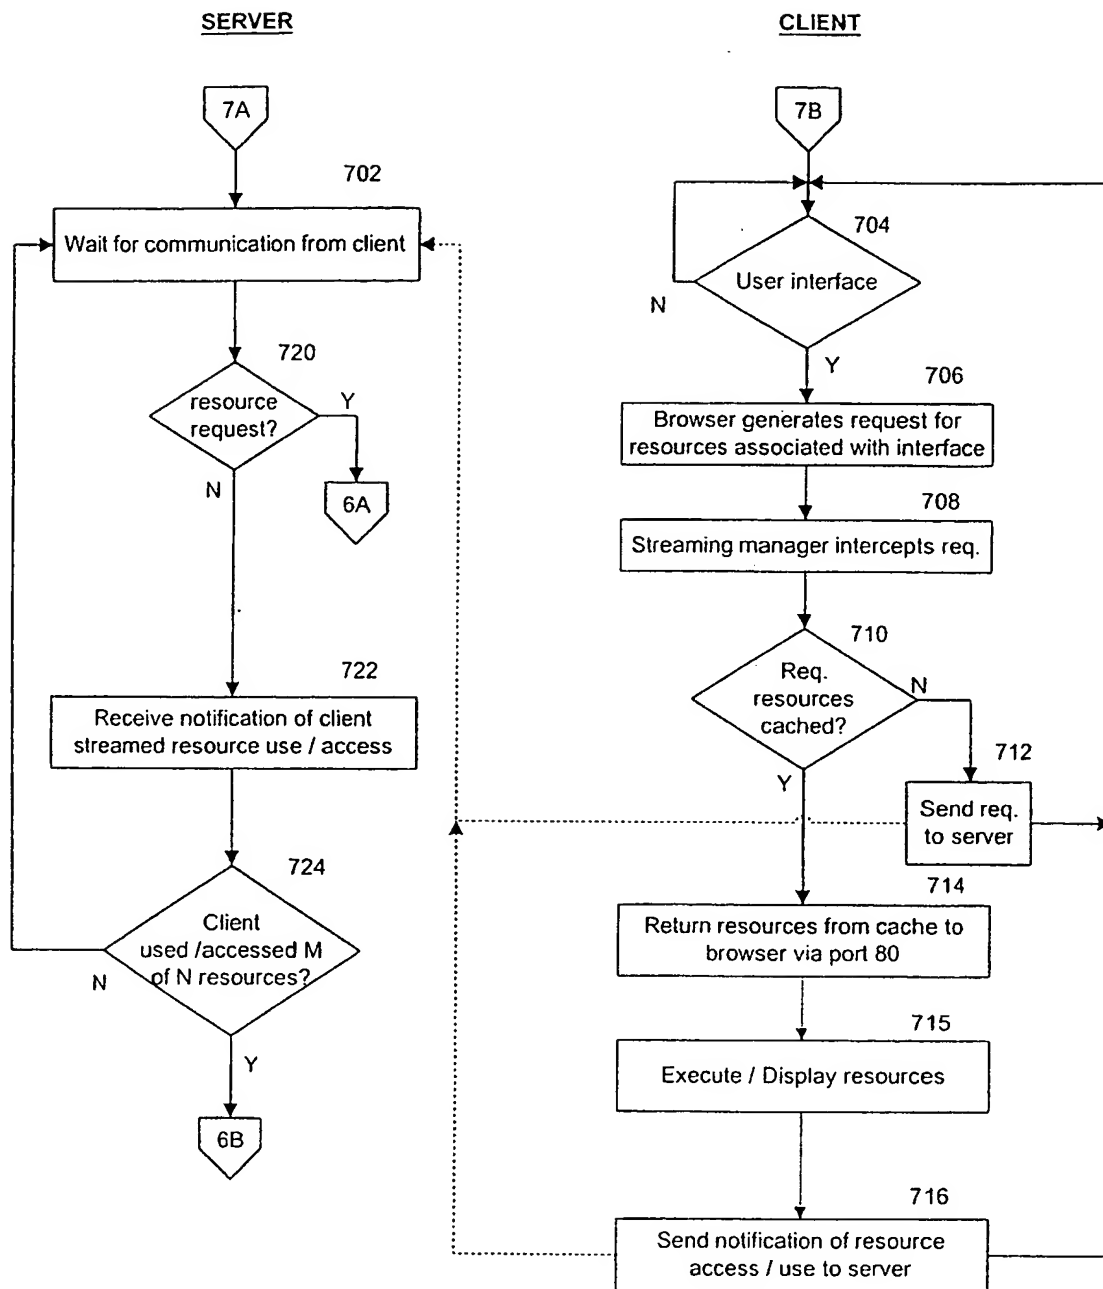 SERVER
CLIENT
7A
7B
702
Wait for communication from client
704
User interface
N
Y
720
resource
request?
Y
N
6A
706
Browser generates request for
resources associated with interface
708
Streaming manager intercepts req.
710
Req.
resources
cached?
N
Y
712
Send req.
to server
722
Receive notification of client
streamed resource use / access
724
Client
used /accessed M
of N resources?
N
Y
6B
714
Return resources from cache to
browser via port 80
715
Execute / Display resources
716
Send notification of resource
access / use to server